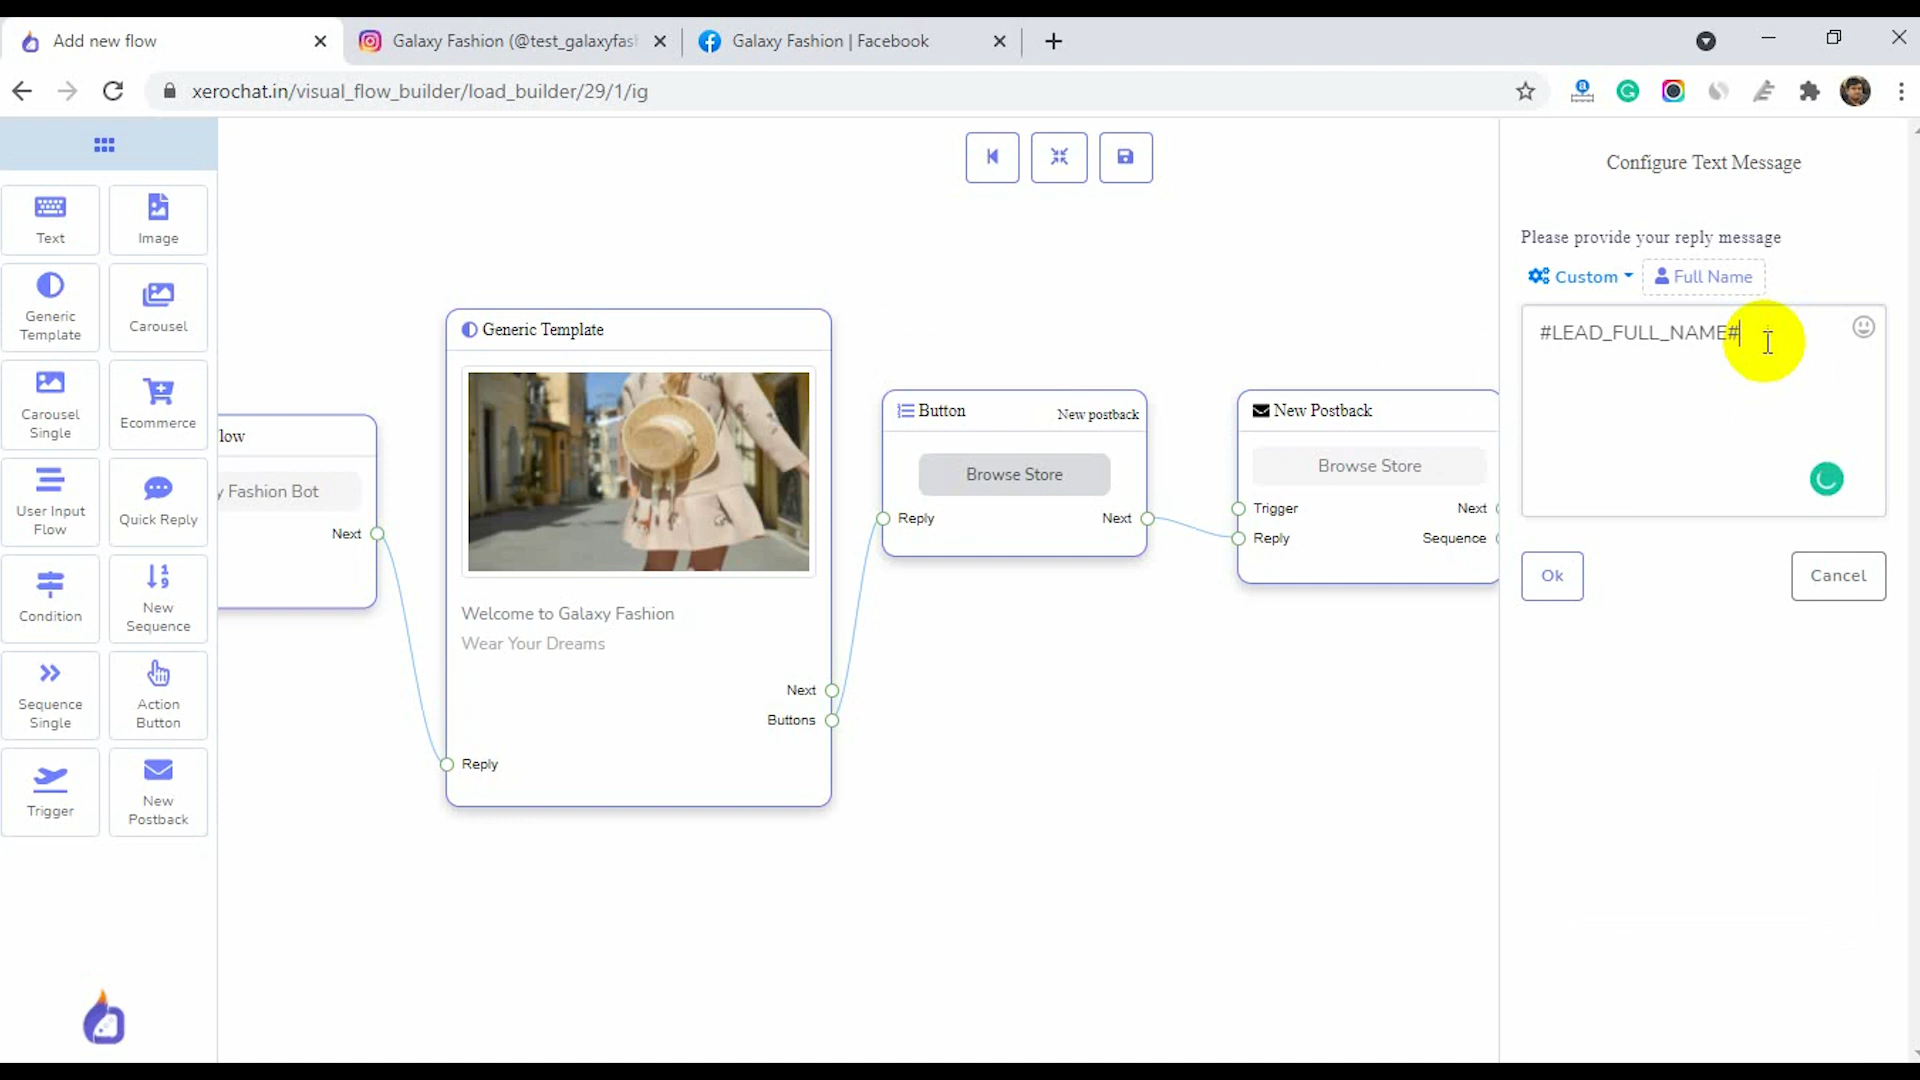 Add new flow
Galaxy Fashion (@test_galaxyfas
Galaxy Fashion | Facebook
xerochat.in/visual_flow_builder/load_builder/29/1/ig
Text
Image
Generic
Template
Carousel
Carousel
Single
Ecommerce
User Input
Flow
Quick Reply
Condition
New
Sequence
Sequence
Single
Action
Button
Trigger
New
Postback
low
y Fashion Bot
Next
Generic Template
Welcome to Galaxy Fashion
Wear Your Dreams
Next
Buttons
Reply
Button
New postback
Browse Store
Reply
Next
New Postback
Browse Store
Trigger
Next
Reply
Sequence
Configure Text Message
Please provide your reply message
Custom
Full Name
#LEAD_FULL_NAME#
Ok
Cancel